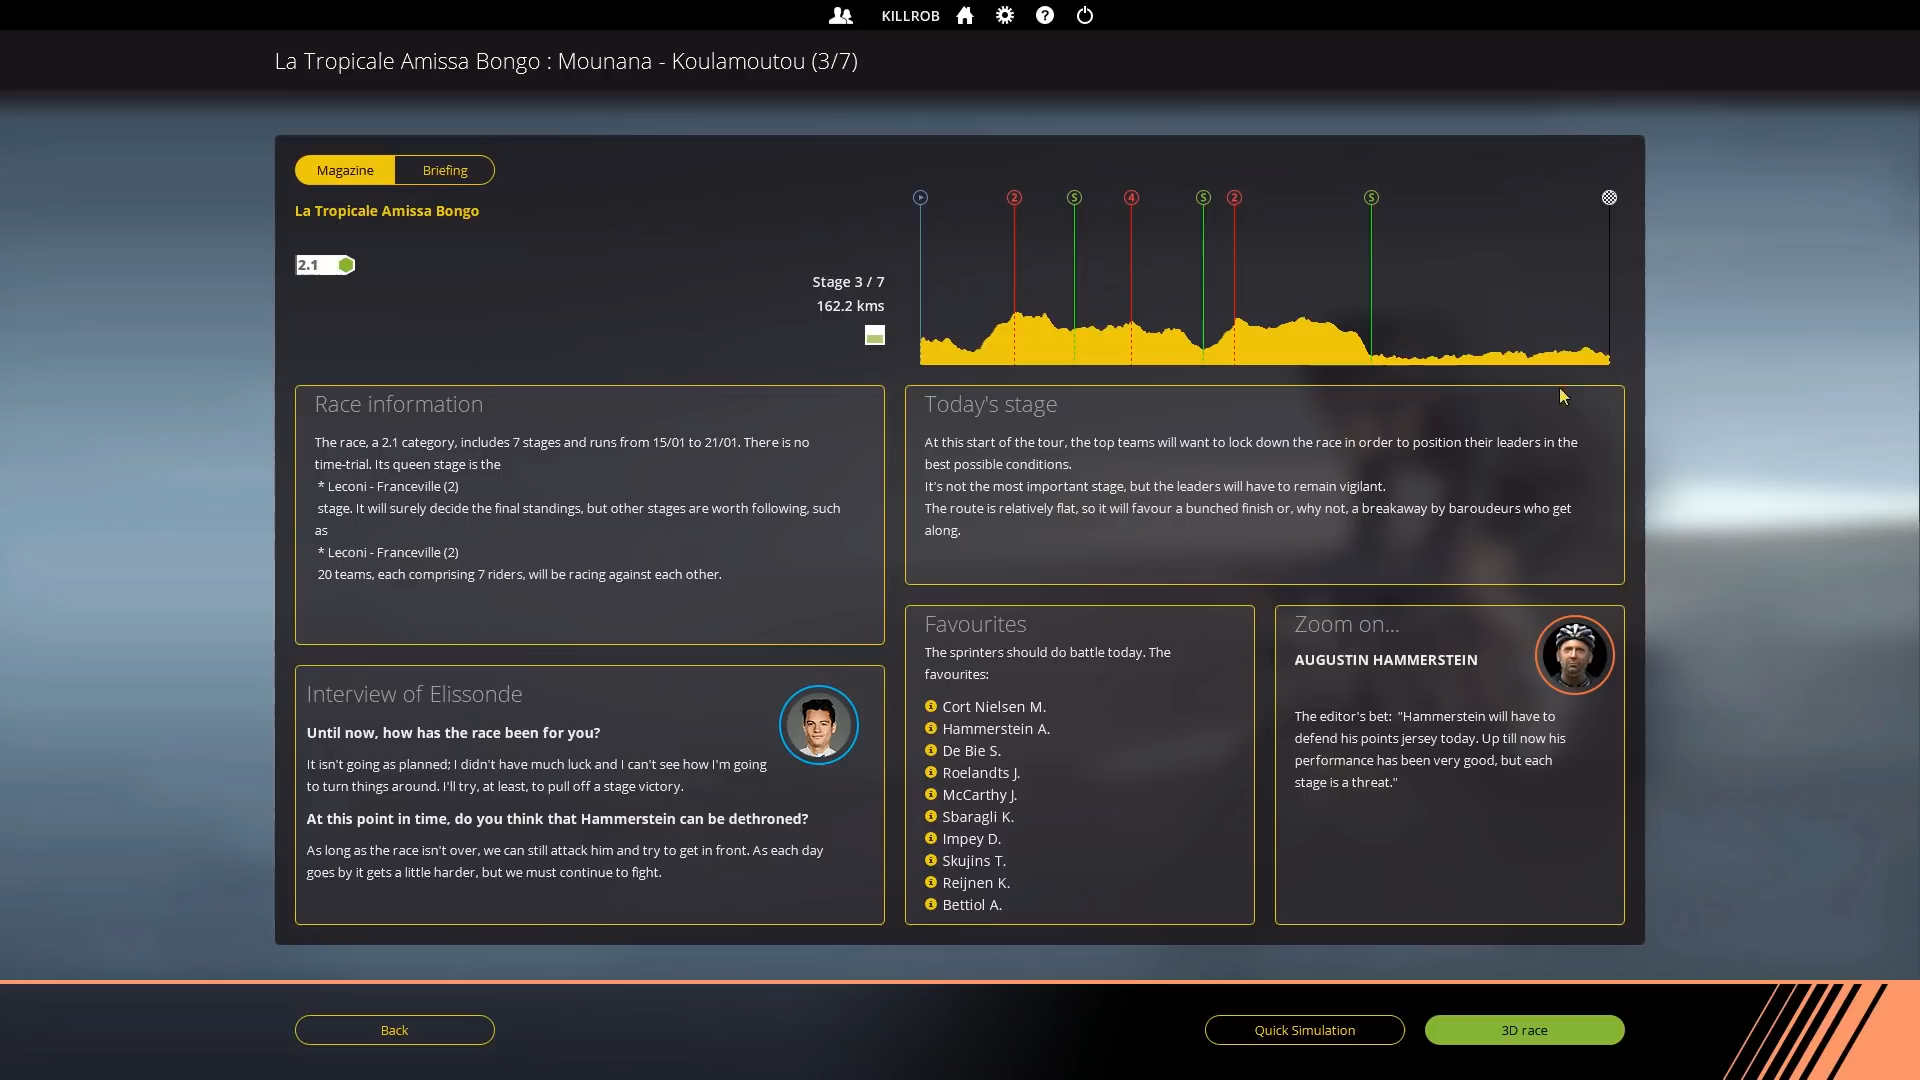 KILLROB
La Tropicale Amissa Bongo : Mounana - Koulamoutou (3/7)
Magazine
Briefing
La Tropicale Amissa Bongo
2.1
Stage 3 / 7
162.2 kms
2
S
4
S
2
S
Race information
The race, a 2.1 category, includes 7 stages and runs from 15/01 to 21/01. There is no
time-trial. Its queen stage is the
* Leconi - Franceville (2)
stage. It will surely decide the final standings, but other stages are worth following, such
as
* Leconi - Franceville (2)
20 teams, each comprising 7 riders, will be racing against each other.
Today's stage
At this start of the tour, the top teams will want to lock down the race in order to position their leaders in the
best possible conditions.
It's not the most important stage, but the leaders will have to remain vigilant.
The route is relatively flat, so it will favour a bunched finish or, why not, a breakaway by baroudeurs who get
along.
Interview of Elissonde
Until now, how has the race been for you?
It isn't going as planned; I didn't have much luck and I can't see how I'm going
to turn things around. I'll try, at least, to pull off a stage victory.
At this point in time, do you think that Hammerstein can be dethroned?
As long as the race isn't over, we can still attack him and try to get in front. As each day
goes by it gets a little harder, but we must continue to fight.
Favourites
The sprinters should do battle today. The
favourites:
Cort Nielsen M.
Hammerstein A.
De Bie S.
Roelandts J.
McCarthy J.
Sbaragli K.
Impey D.
Skujins T.
Reijnen K.
Bettiol A.
Zoom on...
AUGUSTIN HAMMERSTEIN
The editor's bet: "Hammerstein will have to
defend his points jersey today. Up till now his
performance has been very good, but each
stage is a threat."
Back
Quick Simulation
3D race